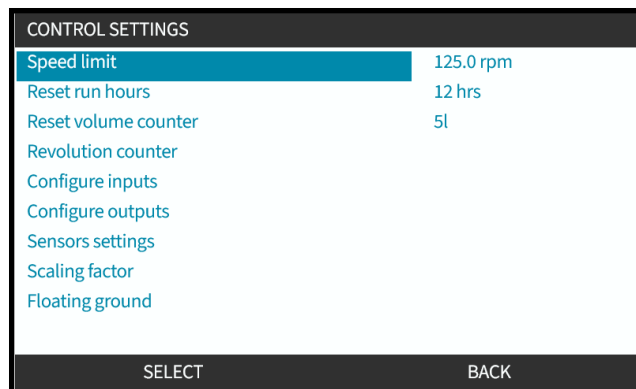 CONTROL SETTINGS
Speed limit 125.0 rpm
Reset run hours 12 hrs
Reset volume counter 5l
Revolution counter
Configure inputs
Configure outputs
Sensors settings
Scaling factor
Floating ground
SELECT BACK